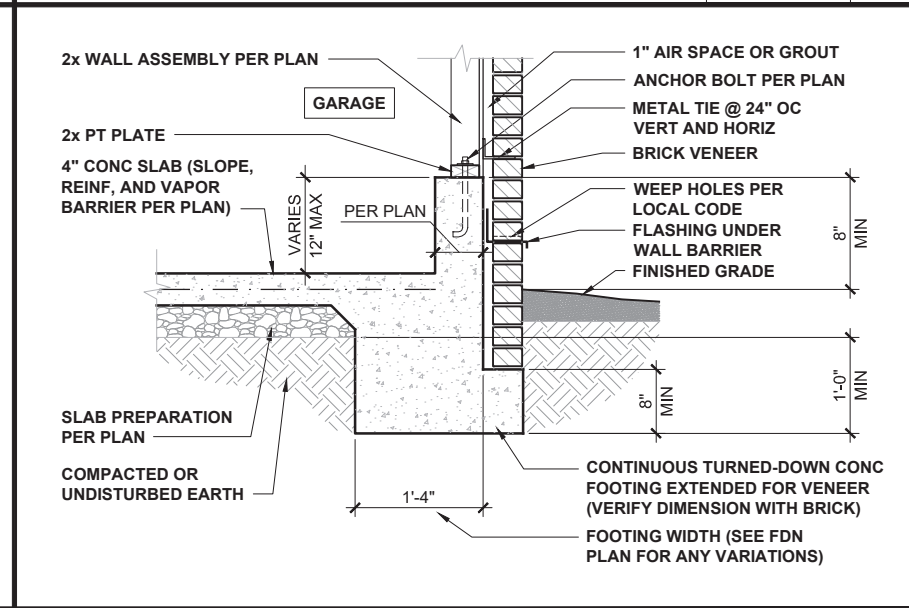 2x WALL ASSEMBLY PER PLAN
GARAGE
2x PT PLATE
4" CONC SLAB (SLOPE,
REINF, AND VAPOR
BARRIER PER PLAN)
VARIES
12" MAX
PER PLAN
1" AIR SPACE OR GROUT
ANCHOR BOLT PER PLAN
METAL TIE @ 24" OC
VERT AND HORIZ
BRICK VENEER
WEEP HOLES PER
LOCAL CODE
FLASHING UNDER
WALL BARRIER
FINISHED GRADE
8"
MIN
8"
MIN
1'-0"
MIN
SLAB PREPARATION
PER PLAN
COMPACTED OR
UNDISTURBED EARTH
1'-4"
CONTINUOUS TURNED-DOWN CONC
FOOTING EXTENDED FOR VENEER
(VERIFY DIMENSION WITH BRICK)
FOOTING WIDTH (SEE FDN
PLAN FOR ANY VARIATIONS)